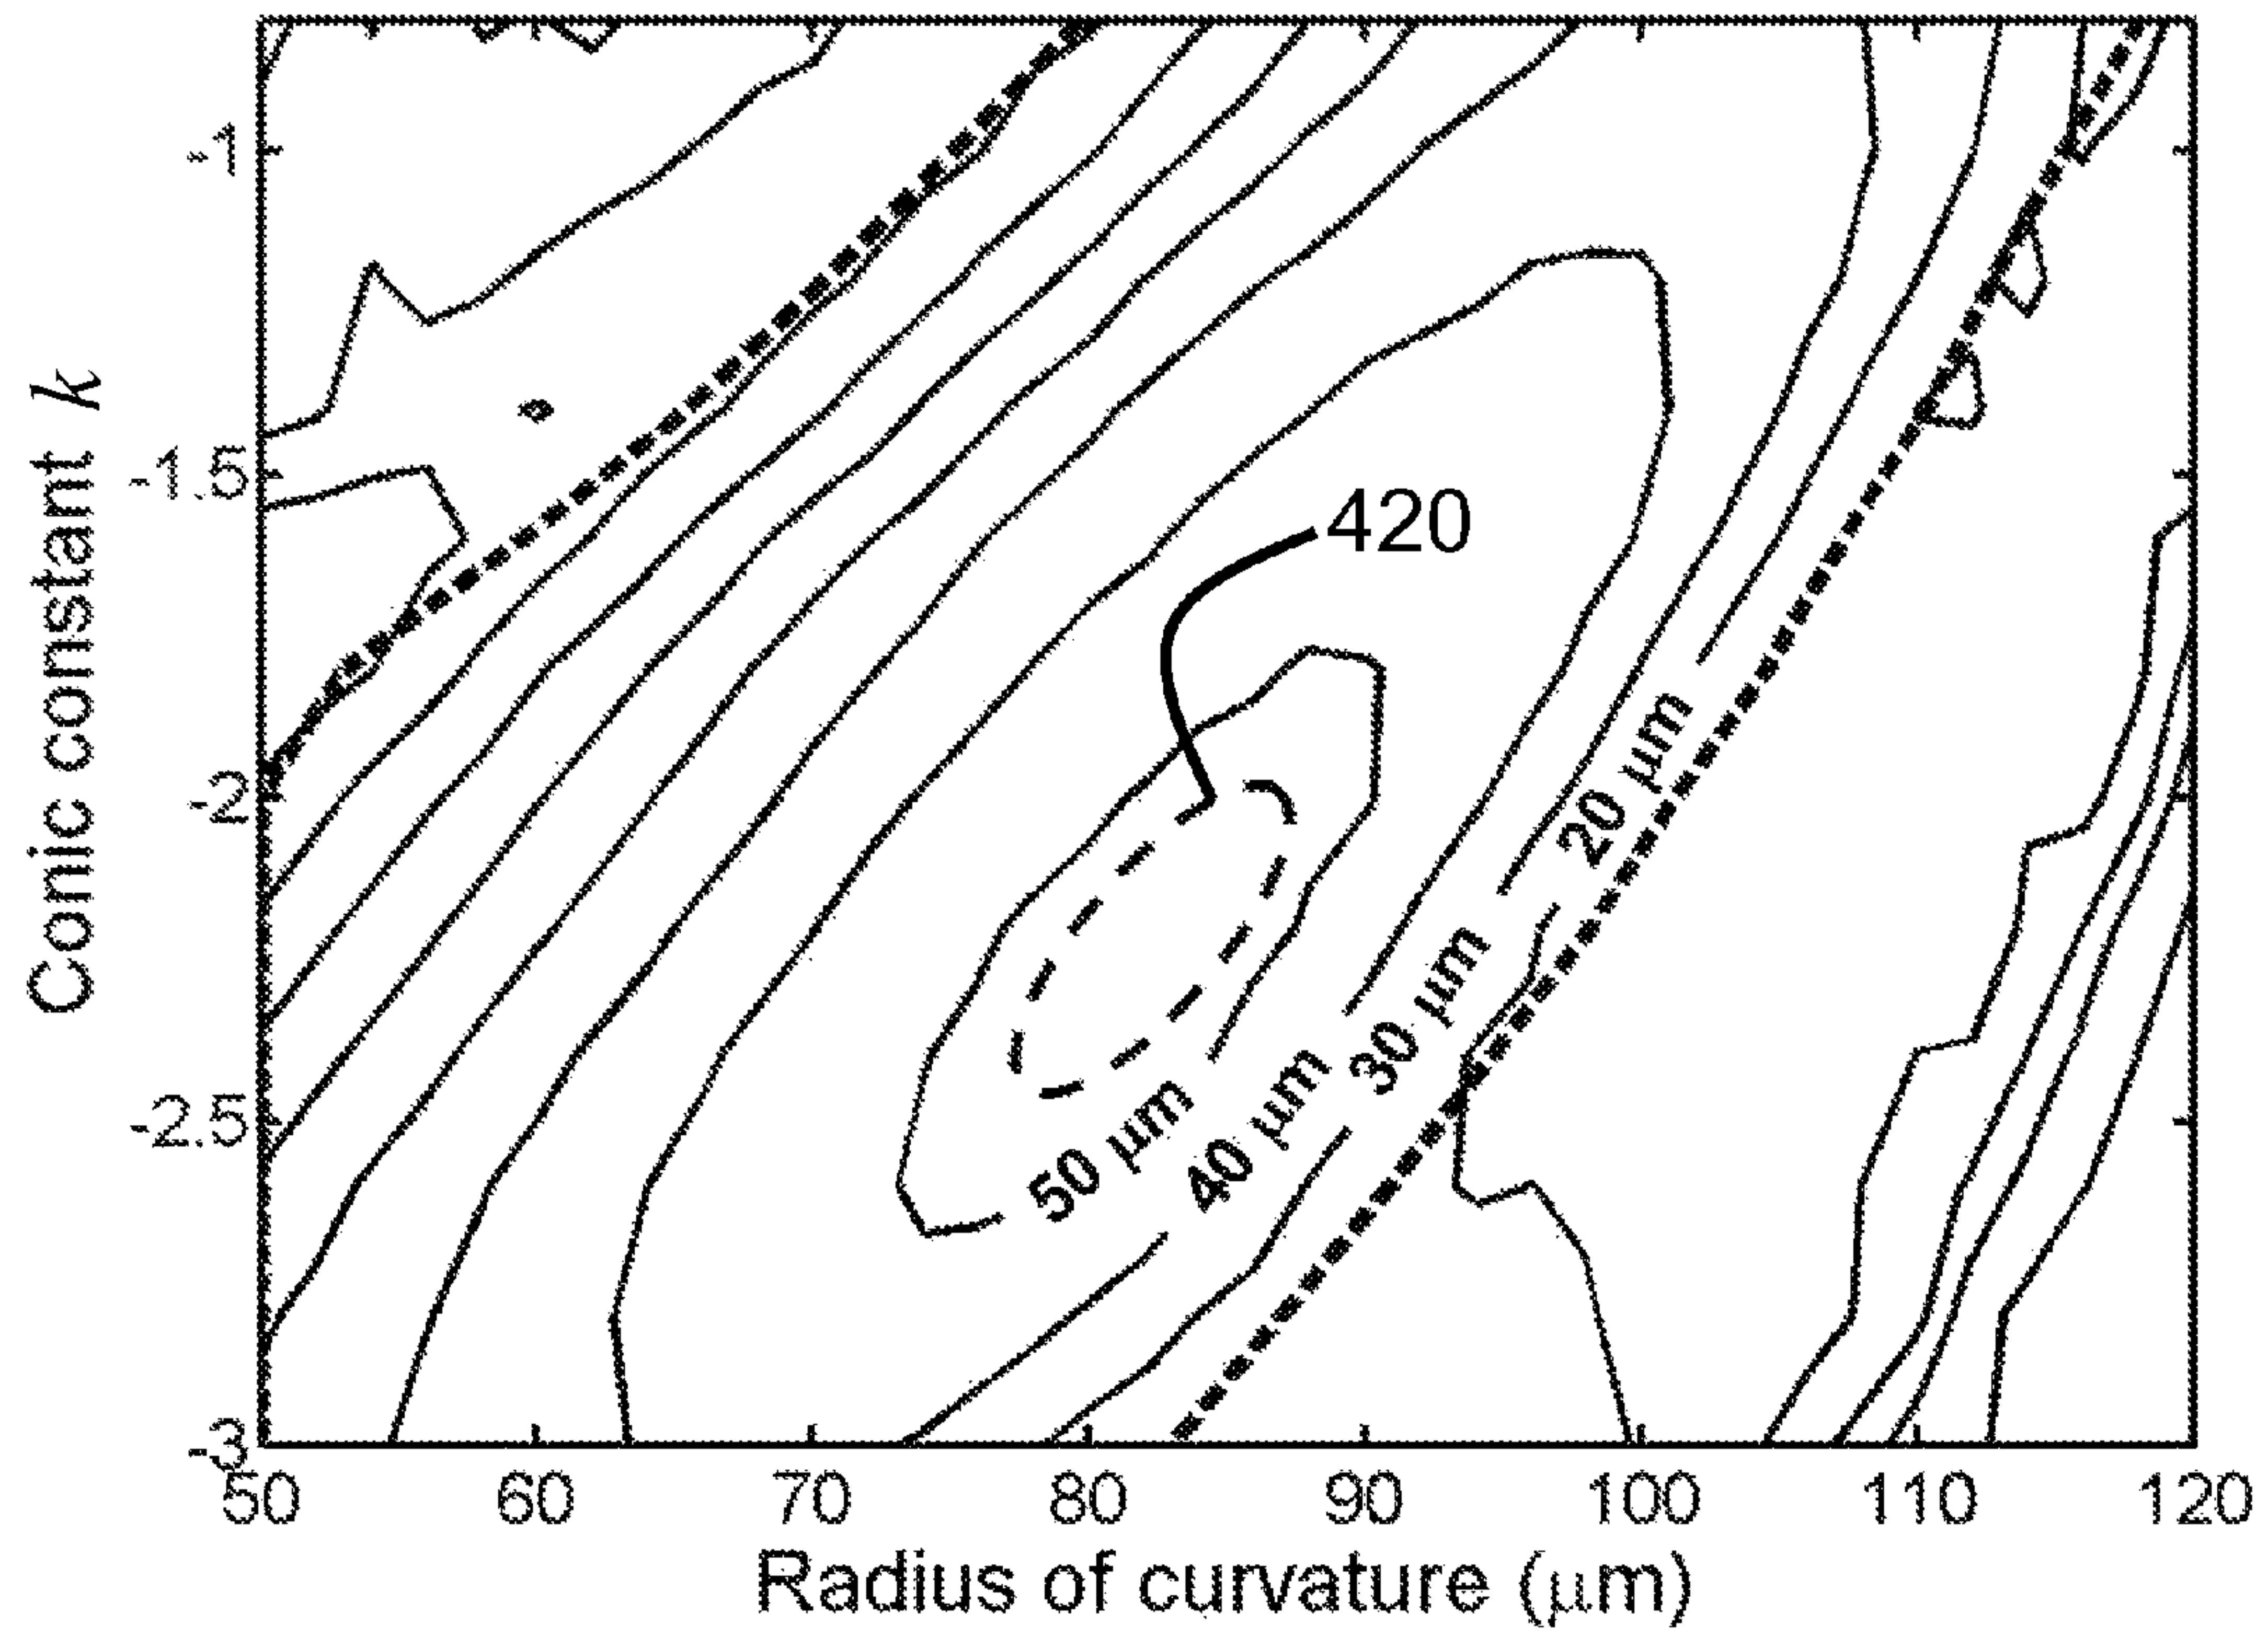 Conic constant k
-1
-1.5
-2
-2.5
-3
420
20 μm
30 μm
40 μm
50 μm
50 60 70 80 90 100 110 120
Radius of curvature (μm)